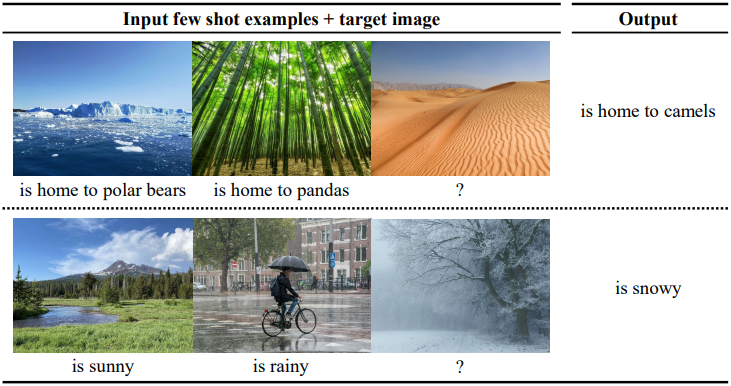 Input few shot examples + target image
Output
is home to polar bears
is home to pandas
?
is home to camels
is sunny
is rainy
?
is snowy